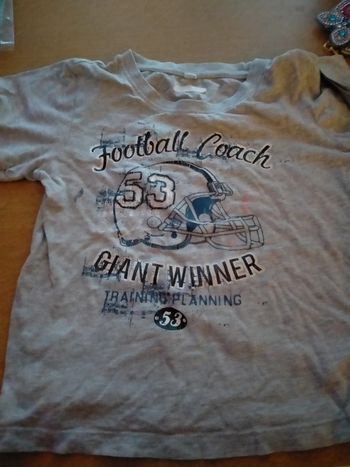 Football Coach
53
GIANT WINNER
TRAINING PLANNING
53